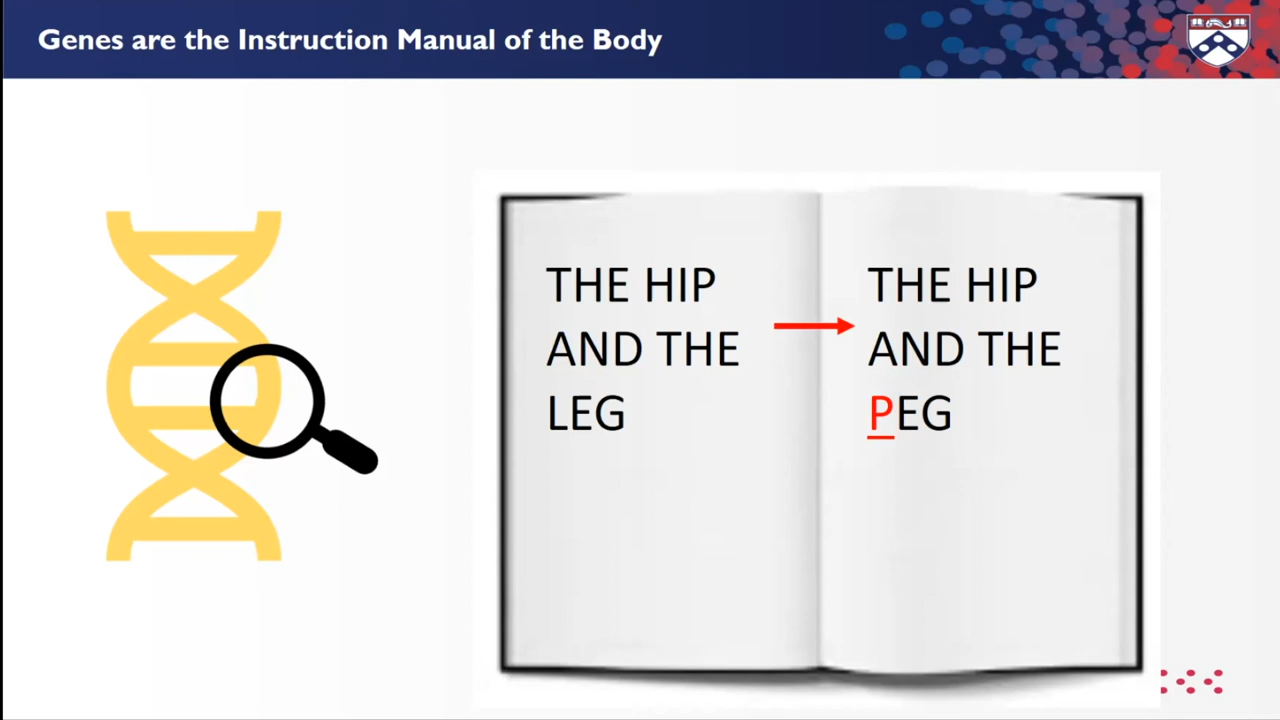 Genes are the Instruction Manual of the Body
THE HIP
AND THE
LEG
THE HIP
AND THE
PEG